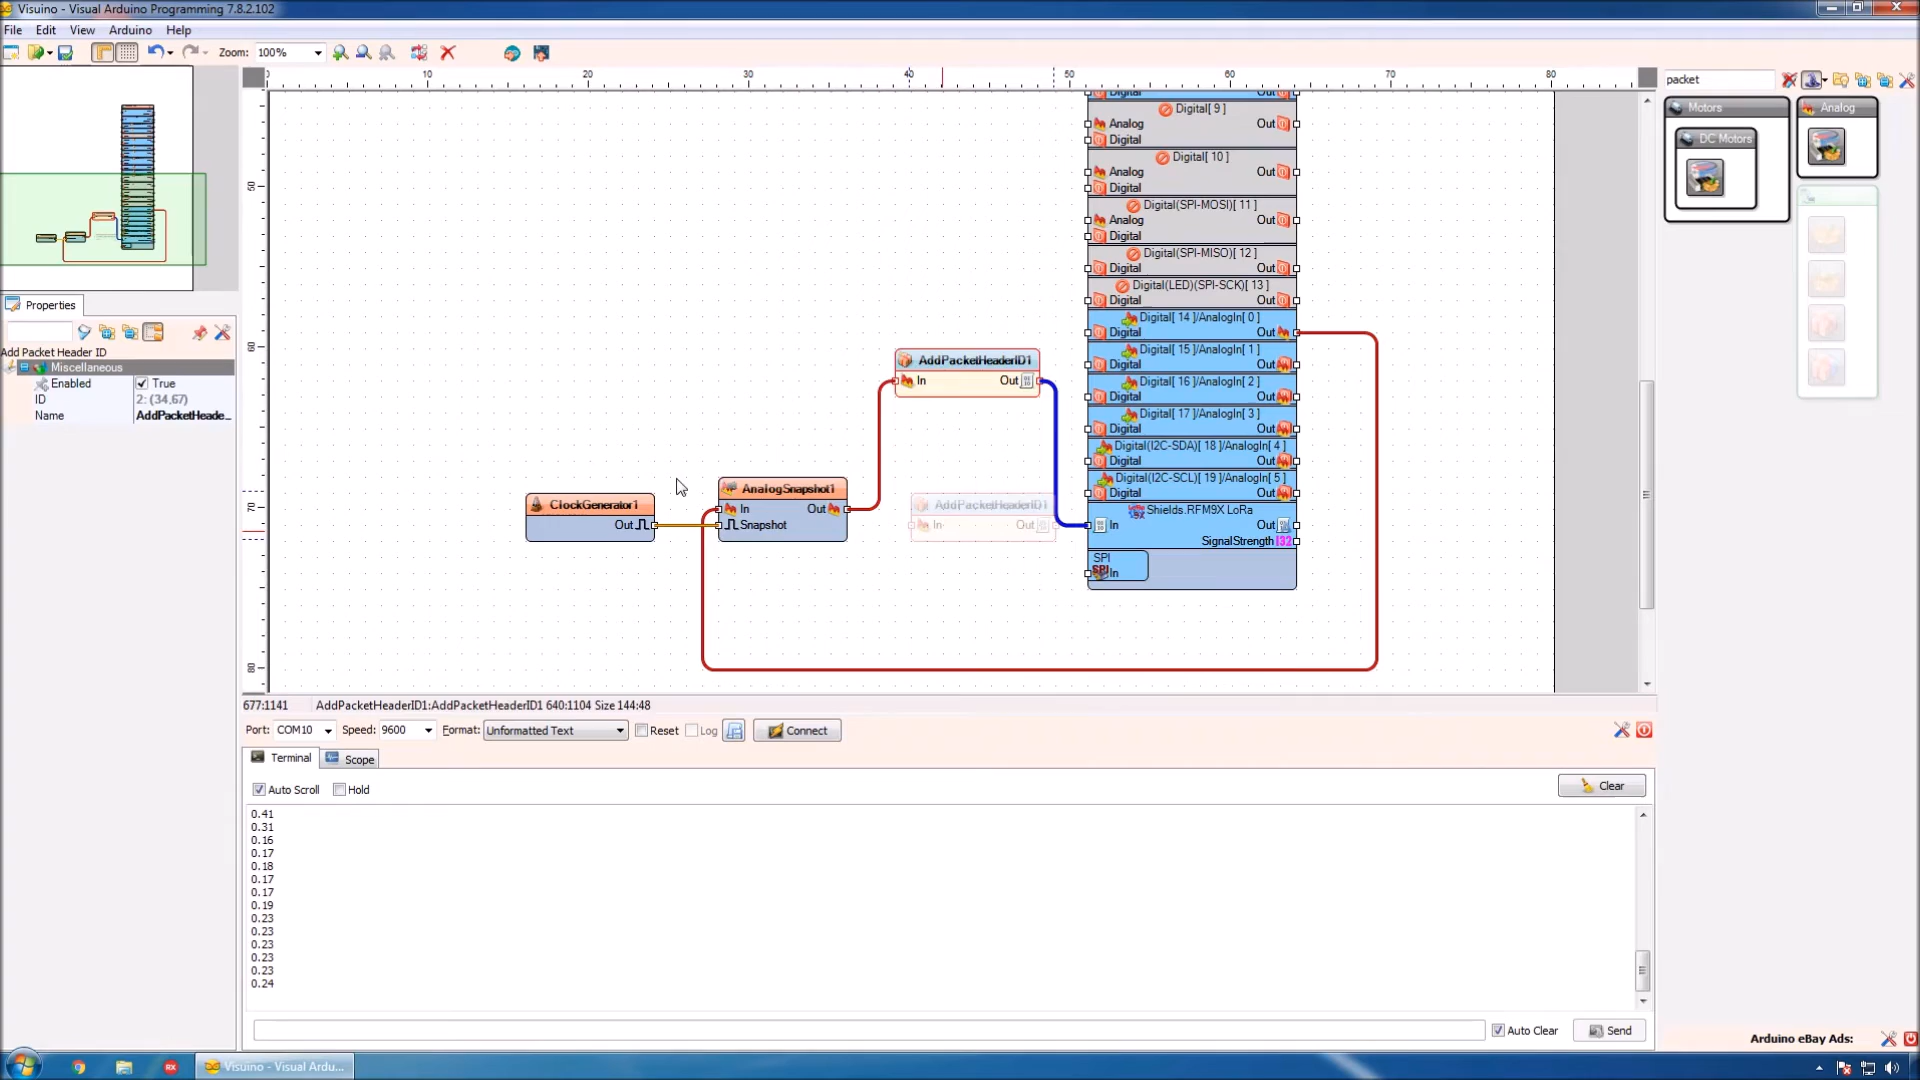 Visuino - Visual Arduino Programming 7.8.2.102
File Edit View Arduino Help
Zoom: 100%
packet
10 20 30 40 50 60 70 80
50
60
70
80
Motors
DC Motors
Analog
Properties
Add Packet Header ID
Miscellaneous
Enabled True
ID 2: (34,67)
Name AddPacketHeade...
Digital
Digital[ 9 ]
Analog Out
Digital
Digital[ 10 ]
Analog Out
Digital
Digital(SPI-MOSI)[ 11 ]
Analog Out
Digital
Digital(SPI-MISO)[ 12 ]
Digital Out
Digital(LED)(SPI-SCK)[ 13 ]
Digital Out
Digital[ 14 ]/AnalogIn[ 0 ]
Digital Out
Digital[ 15 ]/AnalogIn[ 1 ]
Digital Out
Digital[ 16 ]/AnalogIn[ 2 ]
Digital Out
Digital[ 17 ]/AnalogIn[ 3 ]
Digital Out
Digital(I2C-SDA)[ 18 ]/AnalogIn[ 4 ]
Digital Out
Digital(I2C-SCL)[ 19 ]/AnalogIn[ 5 ]
Digital Out
Shields.RFM9X LoRa
In Out
SignalStrength I32
SPI
SPI In
AddPacketHeaderID1
In Out
ClockGenerator1
Out
AnalogSnapshot1
In Out
Snapshot
AddPacketHeaderID1
In Out
677:1141 AddPacketHeaderID1:AddPacketHeaderID1 640:1104 Size 144:48
Port: COM10 Speed: 9600 Format: Unformatted Text Reset Log Connect
Terminal Scope
Auto Scroll Hold Clear
0.41
0.31
0.16
0.17
0.18
0.17
0.17
0.19
0.23
0.23
0.23
0.23
0.23
0.24
Auto Clear Send
Arduino eBay Ads:
Visuino - Visual Ardu...